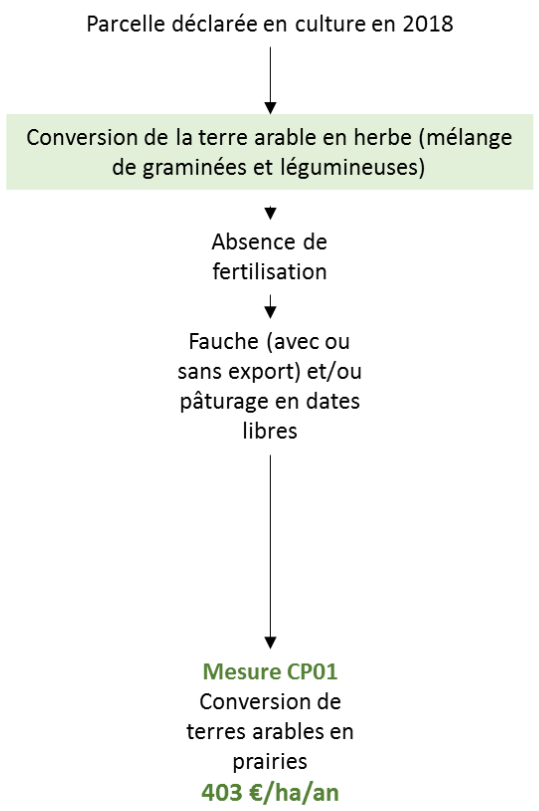 Parcelle déclarée en culture en 2018
Conversion de la terre arable en herbe (mélange
de graminées et légumineuses)
Absence de
fertilisation
Fauche (avec ou
sans export) et/ou
pâturage en dates
libres
Mesure CP01
Conversion de
terres arables en
prairies
403 €/ha/an